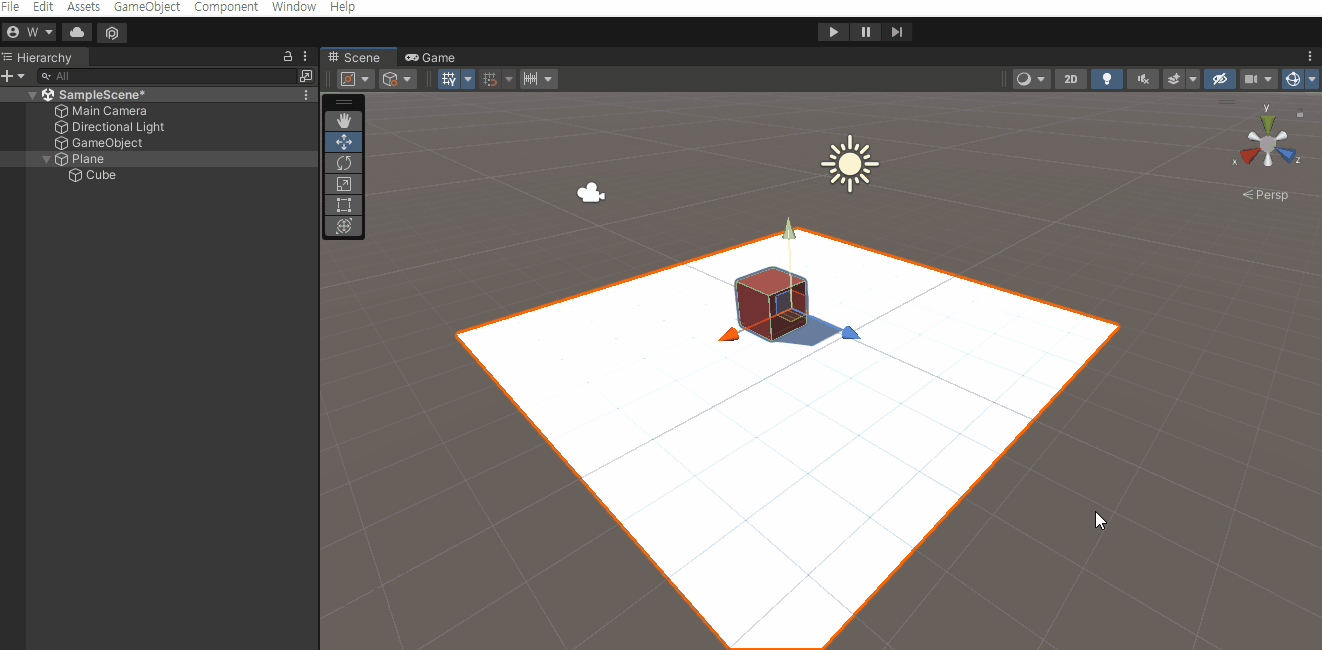 File Edit Assets GameObject Component Window Help
W
Hierarchy
Scene Game
All
2D
SampleScene*
Main Camera
Directional Light
GameObject
Plane
Cube
y
x z
< Persp